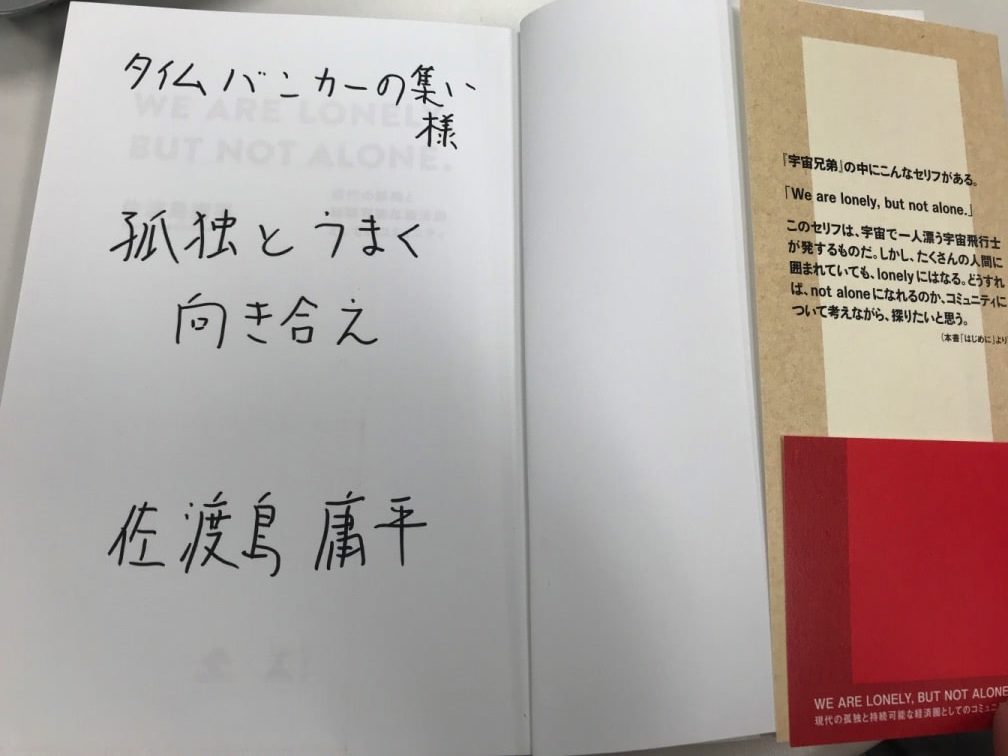 タイムバンカーの集い
様
孤独とうまく
向き合え
佐渡島庸平
WE ARE LONELY,
BUT NOT ALONE.
『宇宙兄弟』の中にこんなセリフがある。
「We are lonely, but not alone.」
このセリフは、宇宙で一人漂う宇宙飛行士
が発するものだ。しかし、たくさんの人間に
囲まれていても、lonelyにはなる。どうすれ
ば、not aloneになれるのか、コミュニティに
ついて考えながら、探りたいと思う。
(本書「はじめに」より
WE ARE LONELY, BUT NOT ALONE
現代の孤独と持続可能な経済圏としてのコミュニ